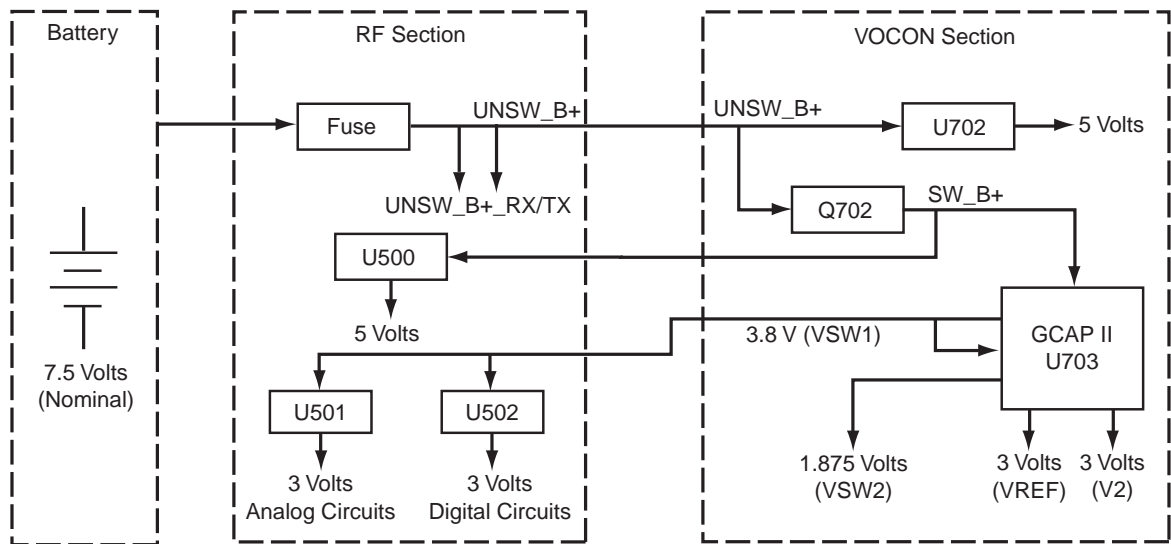 Battery
RF Section
VOCON Section
UNSW_B+
UNSW_B+
Fuse
U702
5 Volts
UNSW_B+_RX/TX
SW_B+
Q702
U500
5 Volts
3.8 V (VSW1)
GCAP II
U703
7.5 Volts
(Nominal)
U501
U502
3 Volts
Analog Circuits
3 Volts
Digital Circuits
1.875 Volts
(VSW2)
3 Volts
(VREF)
3 Volts
(V2)